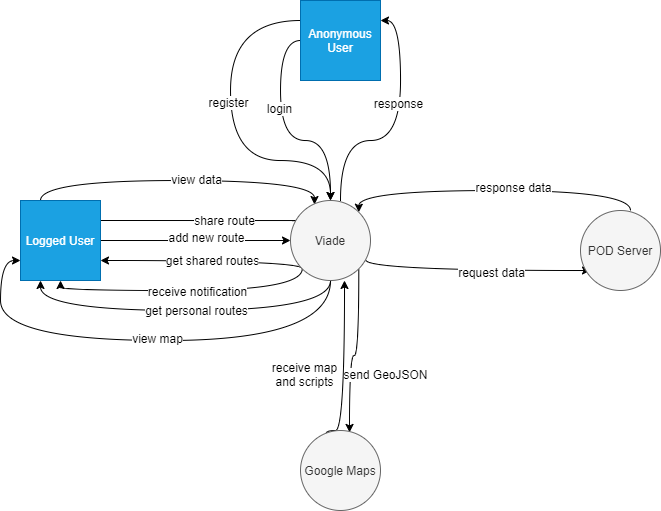 Anonymous
User
register
login
response
view data
response data
share route
Logged User
add new route
Viade
POD Server
get shared routes
request data
receive notification
get personal routes
view map
receive map
and scripts
send GeoJSON
Google Maps